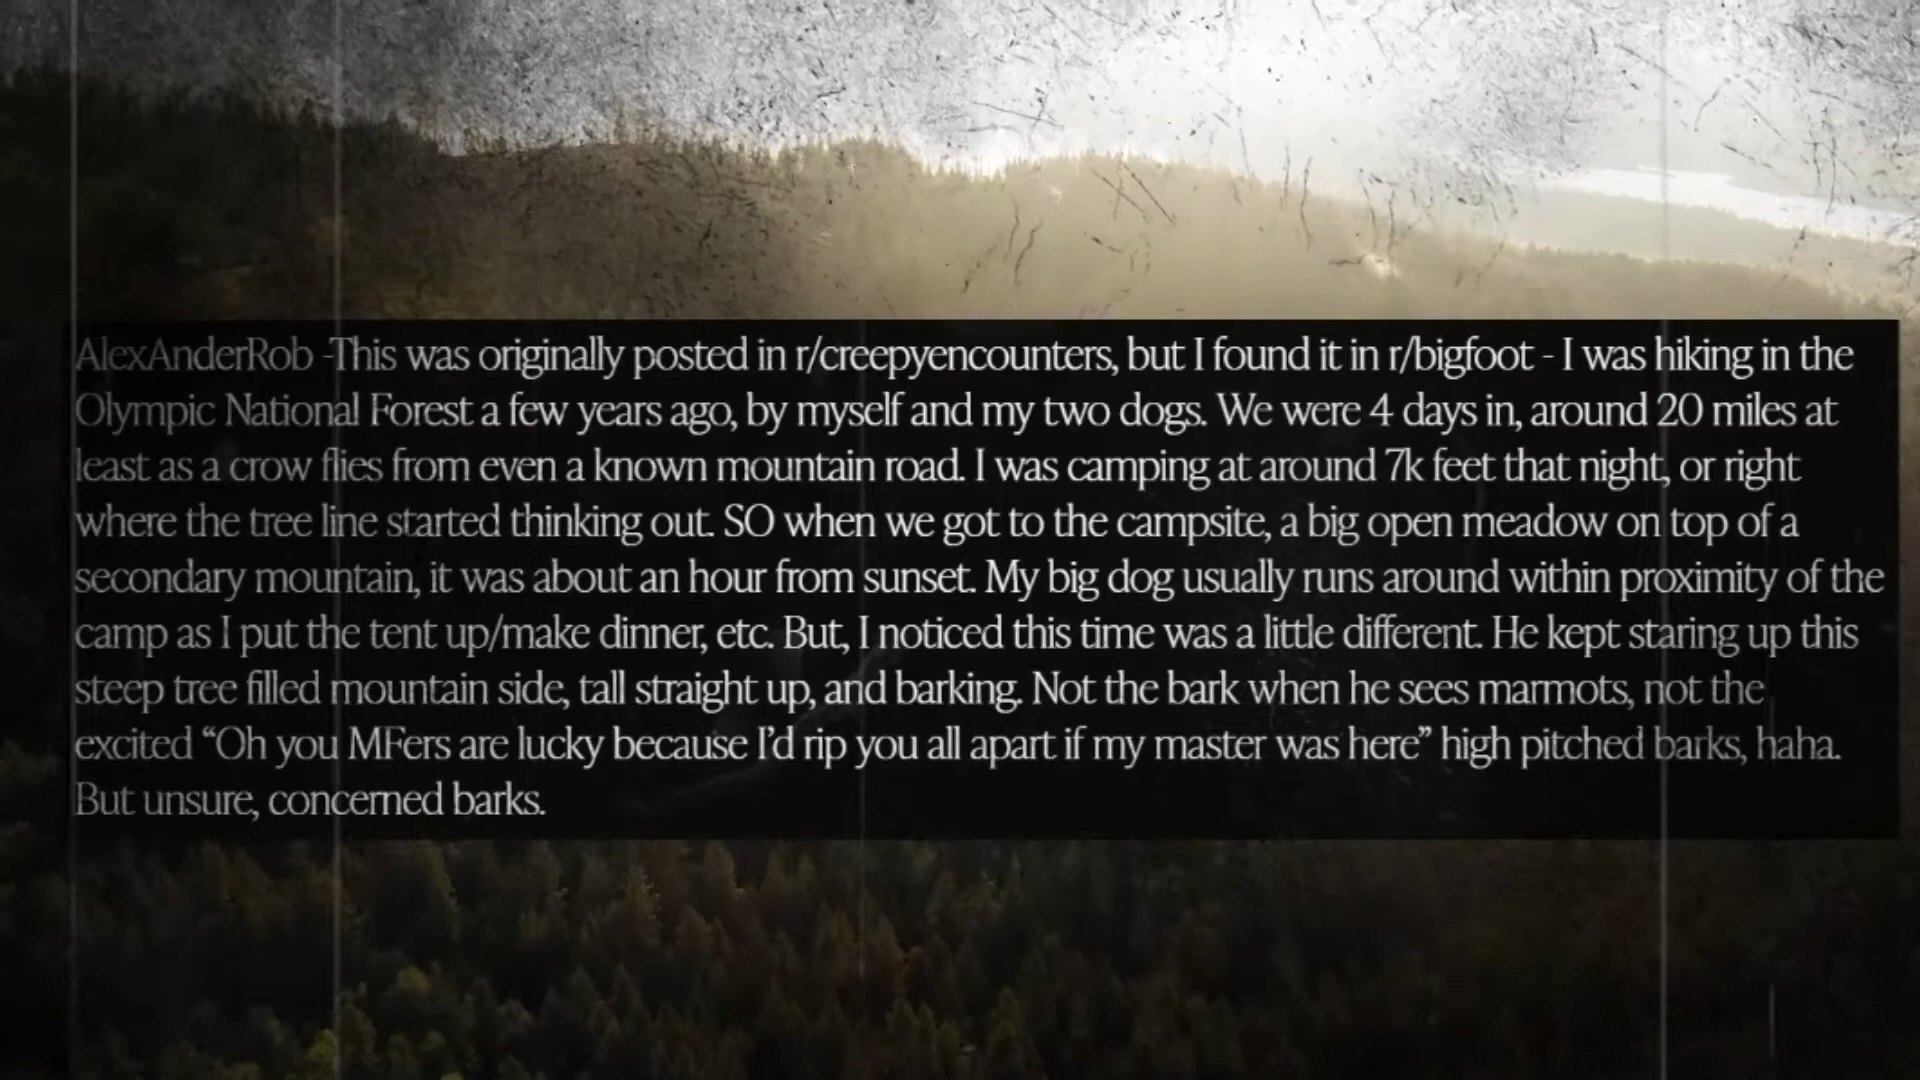 AlexAnderRob -This was originally posted in r/creepyencounters, but I found it in r/bigfoot - I was hiking in the
Olympic National Forest a few years ago, by myself and my two dogs. We were 4 days in, around 20 miles at
least as a crow flies from even a known mountain road. I was camping at around 7k feet that night, or right
where the tree line started thinking out. SO when we got to the campsite, a big open meadow on top of a
secondary mountain, it was about an hour from sunset. My big dog usually runs around within proximity of the
camp as I put the tent up/make dinner, etc. But, I noticed this time was a little different. He kept staring up this
steep tree filled mountain side, tall straight up, and barking. Not the bark when he sees marmots, not the
excited “Oh you MFers are lucky because I’d rip you all apart if my master was here” high pitched barks, haha.
But unsure, concerned barks.